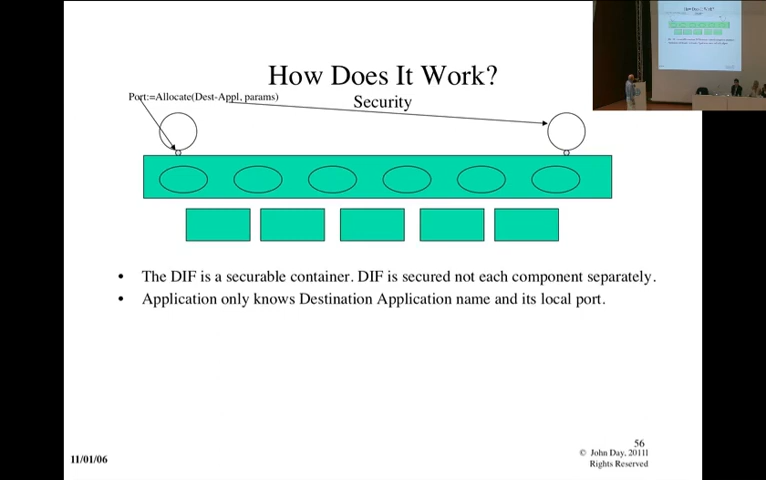 How Does It Work?
Security
Port:=Allocate(Dest-Appl, params)
• The DIF is a securable container. DIF is secured not each component separately.
• Application only knows Destination Application name and its local port.
11/01/06
56
© John Day, 20111
Rights Reserved